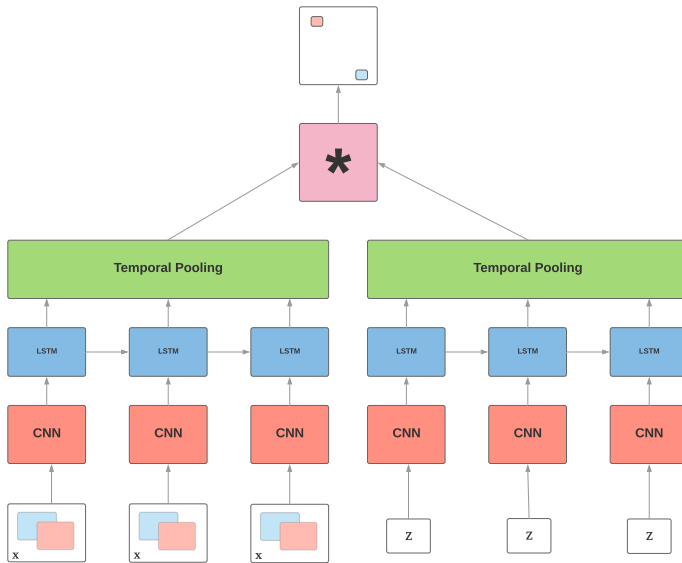 *
Temporal Pooling Temporal Pooling
LSTM LSTM LSTM LSTM LSTM LSTM
CNN CNN CNN CNN CNN CNN
x x x z z z